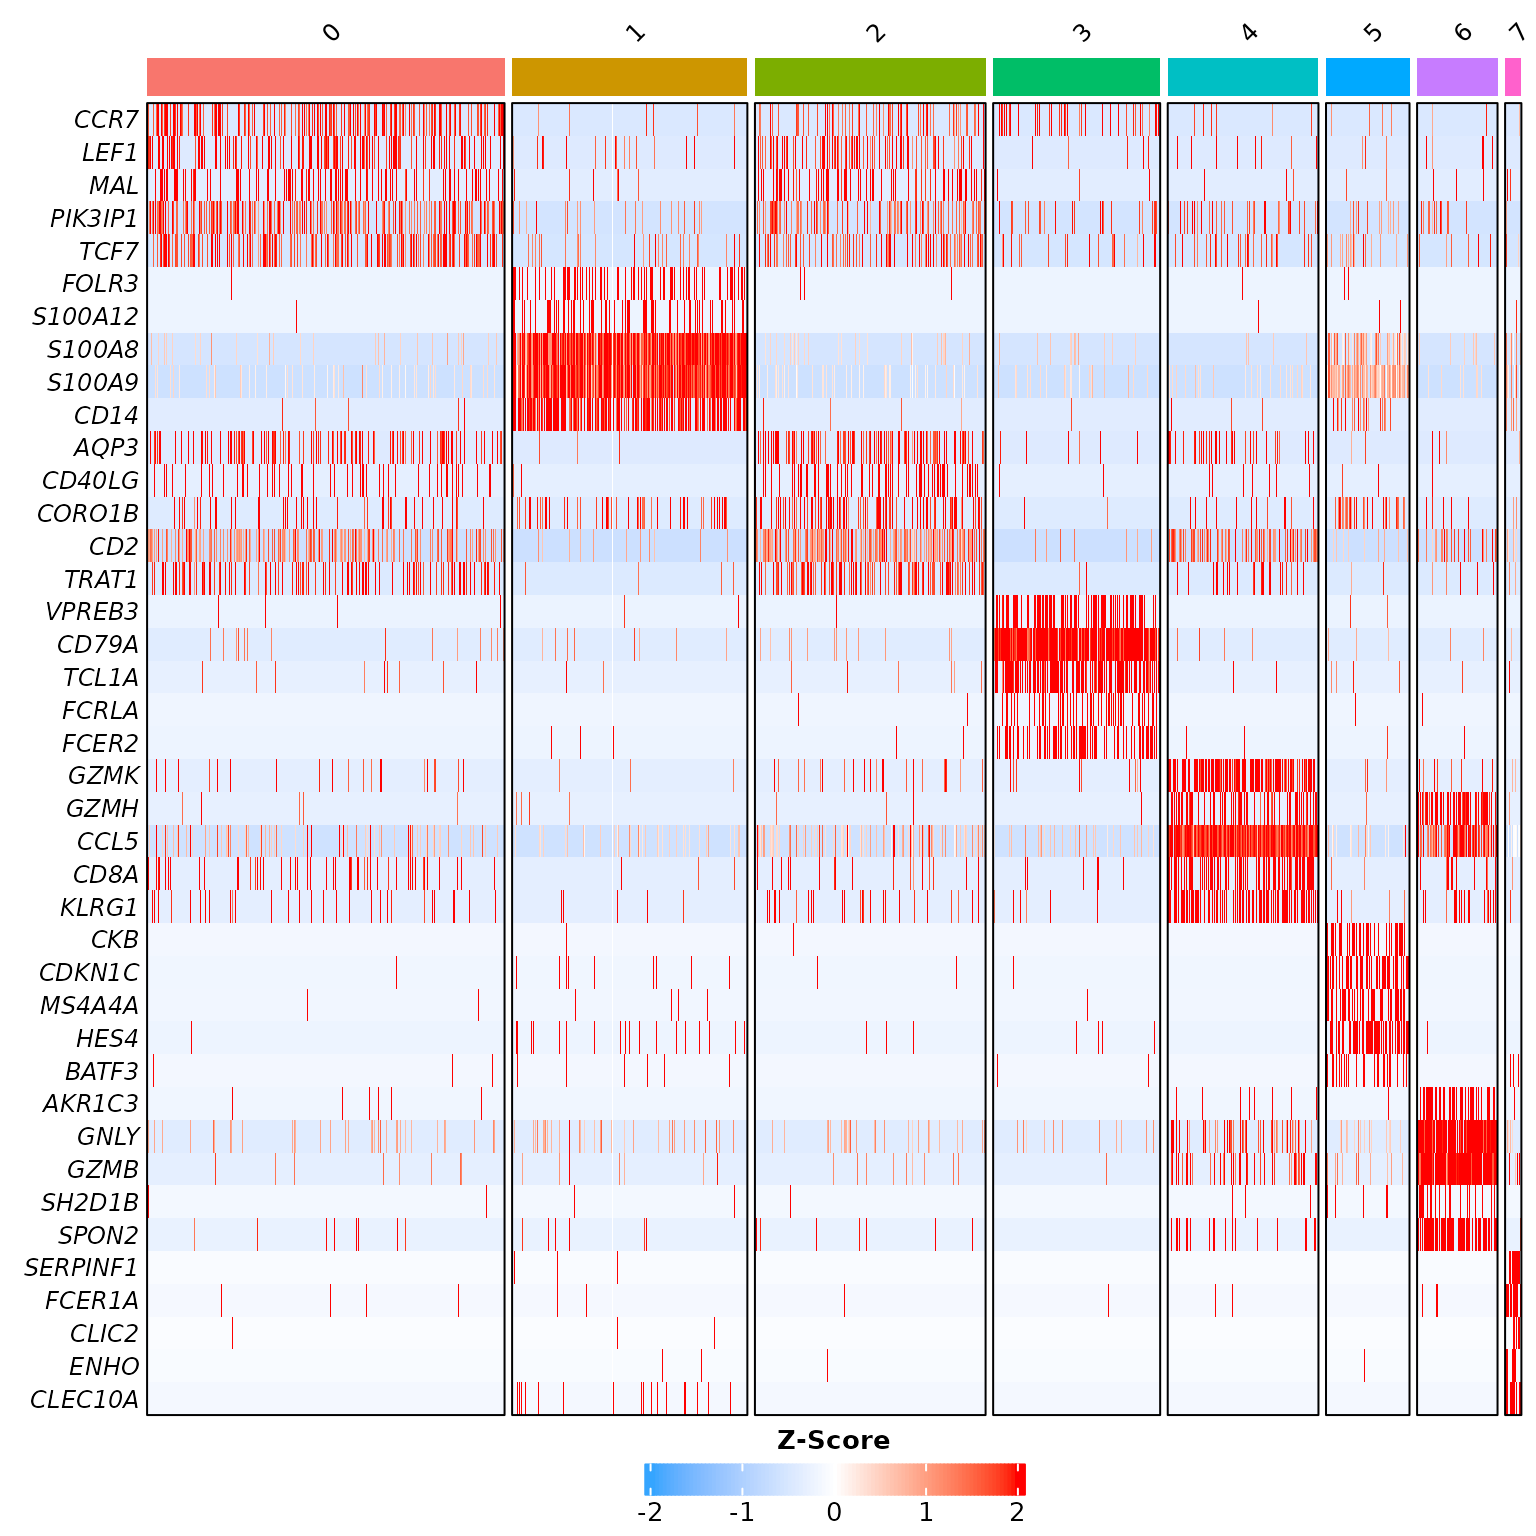 0 1 2 3 4 5 6 7
CCR7
LEF1
MAL
PIK3IP1
TCF7
FOLR3
S100A12
S100A8
S100A9
CD14
AQP3
CD40LG
CORO1B
CD2
TRAT1
VPREB3
CD79A
TCL1A
FCRLA
FCER2
GZMK
GZMH
CCL5
CD8A
KLRG1
CKB
CDKN1C
MS4A4A
HES4
BATF3
AKR1C3
GNLY
GZMB
SH2D1B
SPON2
SERPINF1
FCER1A
CLIC2
ENHO
CLEC10A
Z-Score
-2 -1 0 1 2